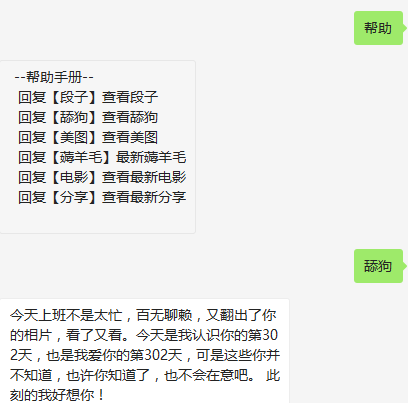 帮助
--帮助手册--
回复【段子】查看段子
回复【舔狗】查看舔狗
回复【美图】查看美图
回复【薅羊毛】最新薅羊毛
回复【电影】查看最新电影
回复【分享】查看最新分享
舔狗
今天上班不是太忙，百无聊赖，又翻出了你
的相片，看了又看。今天是我认识你的第30
2天，也是我爱你的第302天，可是这些你并
不知道，也许你知道了，也不会在意吧。 此
刻的我好想你！